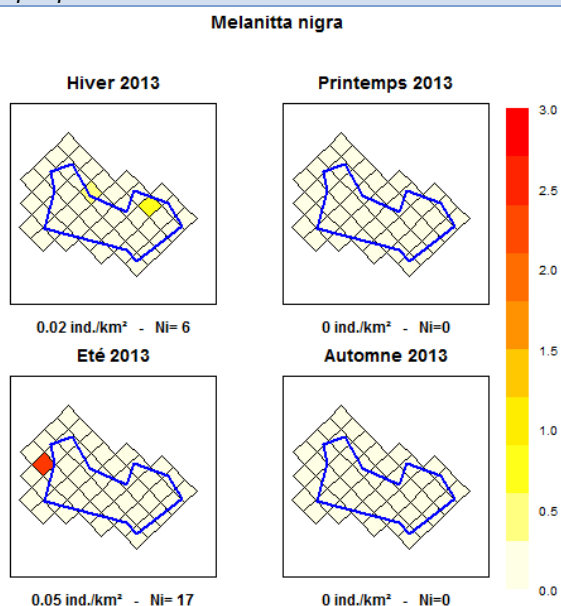 Melanitta nigra
Hiver 2013
Printemps 2013
0.02 ind./km² - Ni= 6
0 ind./km² - Ni=0
Eté 2013
Automne 2013
0.05 ind./km² - Ni= 17
0 ind./km² - Ni=0
3.0
2.5
2.0
1.5
1.0
0.5
0.0